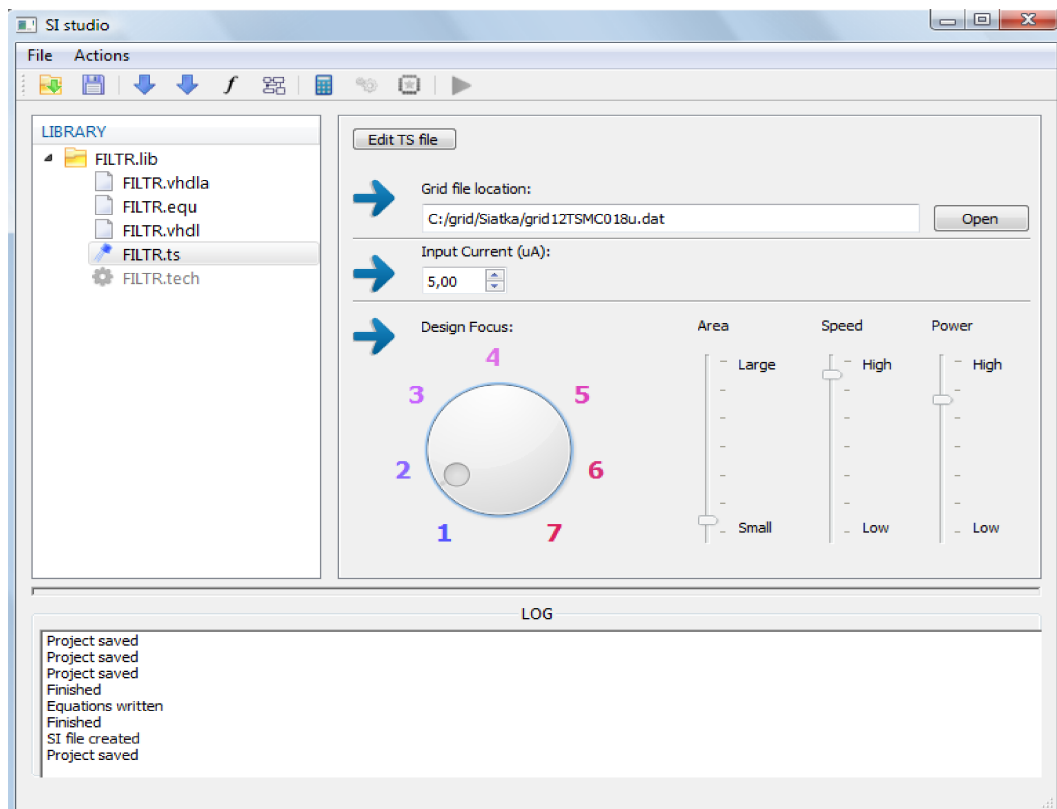 SI studio
File Actions
f
LIBRARY
FILTR.lib
FILTR.vhdla
FILTR.equ
FILTR.vhdl
FILTR.ts
FILTR.tech
Edit TS file
Grid file location:
C:/grid/Siatka/grid12TSMC018u.dat
Open
Input Current (uA):
5,00
Design Focus:
1
2
3
4
5
6
7
Area Speed Power
Large High High
Small Low Low
LOG
Project saved
Project saved
Project saved
Finished
Equations written
Finished
SI file created
Project saved